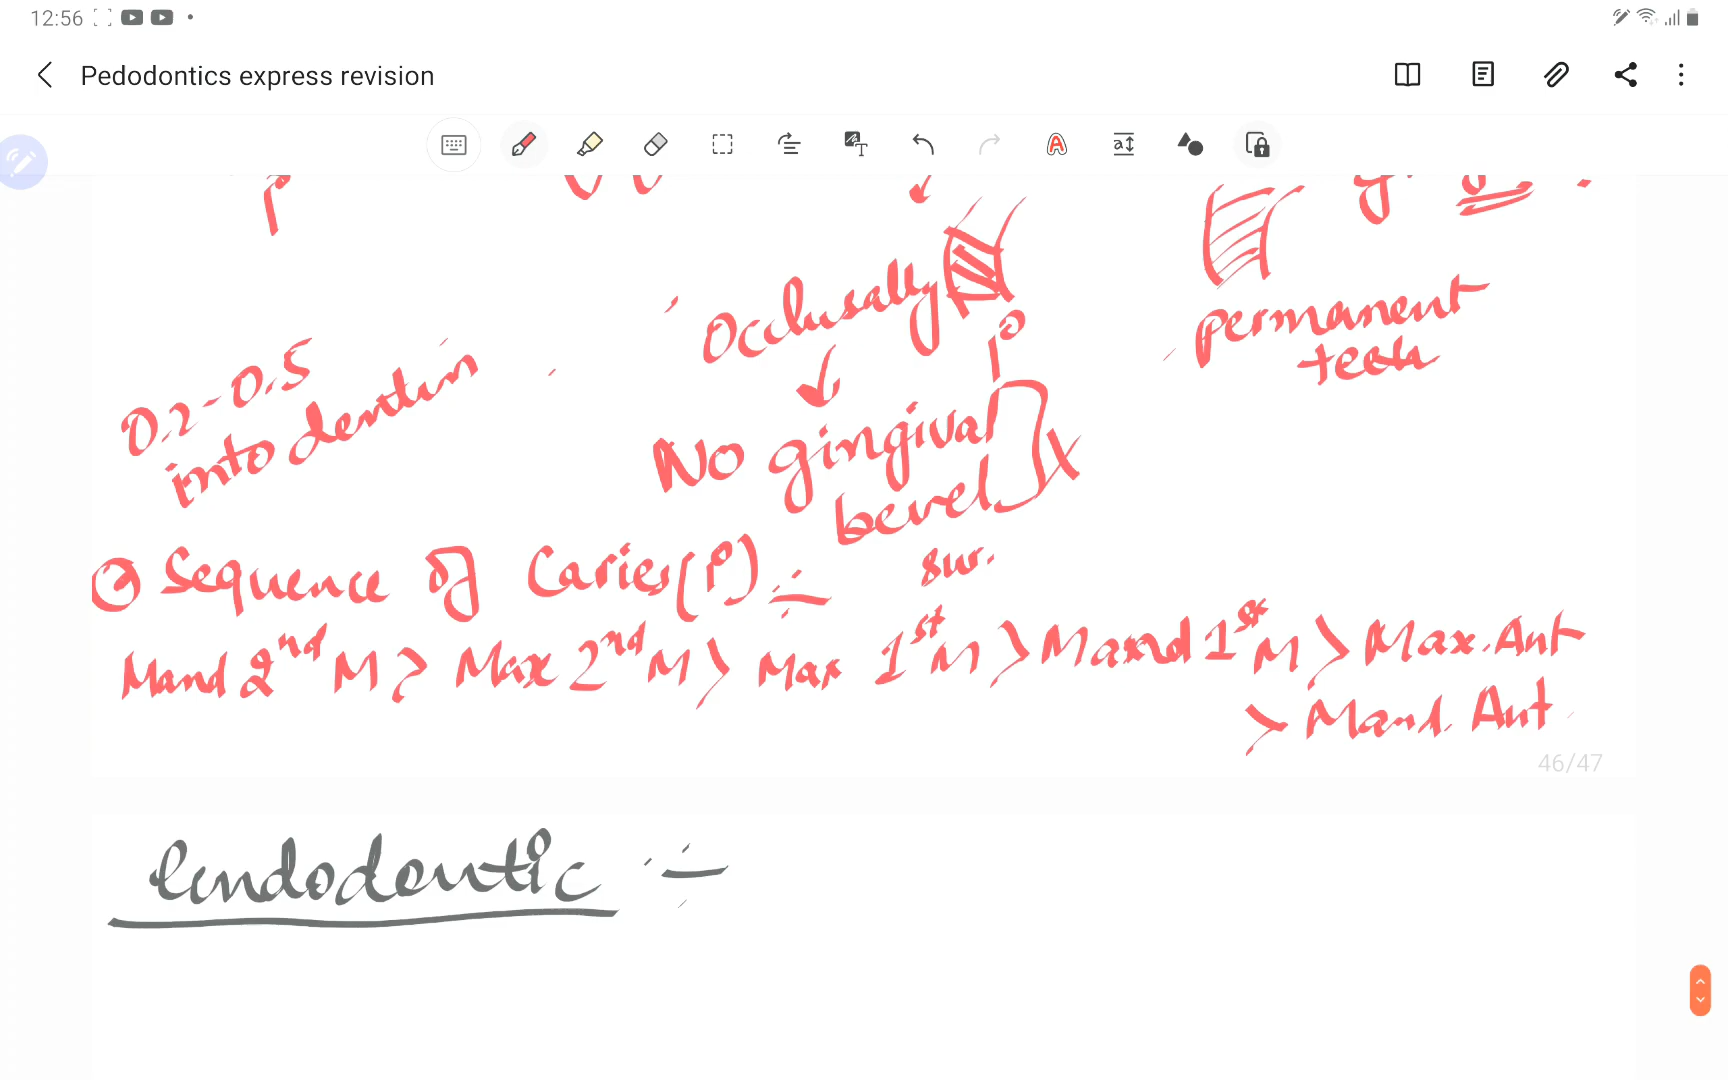 12:56
Pedodontics express revision
Occlusally
permanent
teeth
0.2-0.5
into dentin
No gingival
bevel
Sequence of Caries (P) :-
sur.
Mand 2nd M > Max 2nd M > Max 1st M > Mand 1st M > Max. Ant
> Mand. Ant
46/47
Endodontic :-